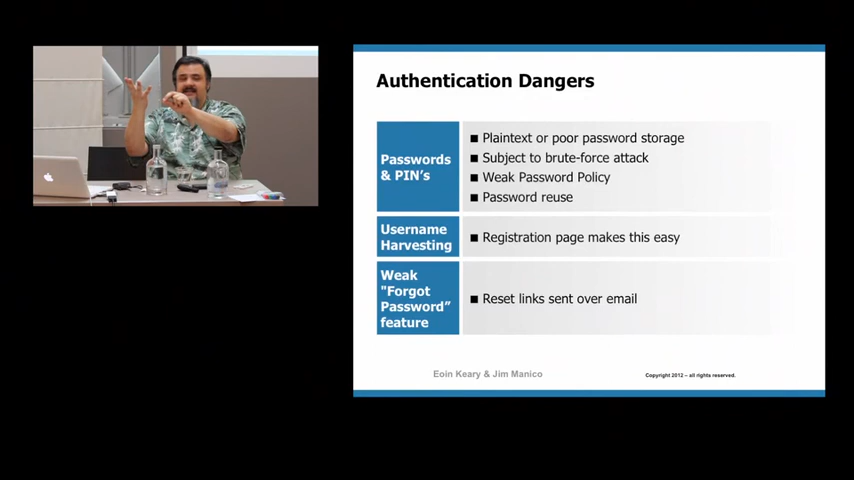 Authentication Dangers
Passwords
& PIN's
■ Plaintext or poor password storage
■ Subject to brute-force attack
■ Weak Password Policy
■ Password reuse
Username
Harvesting
■ Registration page makes this easy
Weak
"Forgot
Password”
feature
■ Reset links sent over email
Eoin Keary & Jim Manico
Copyright 2012 – all rights reserved.